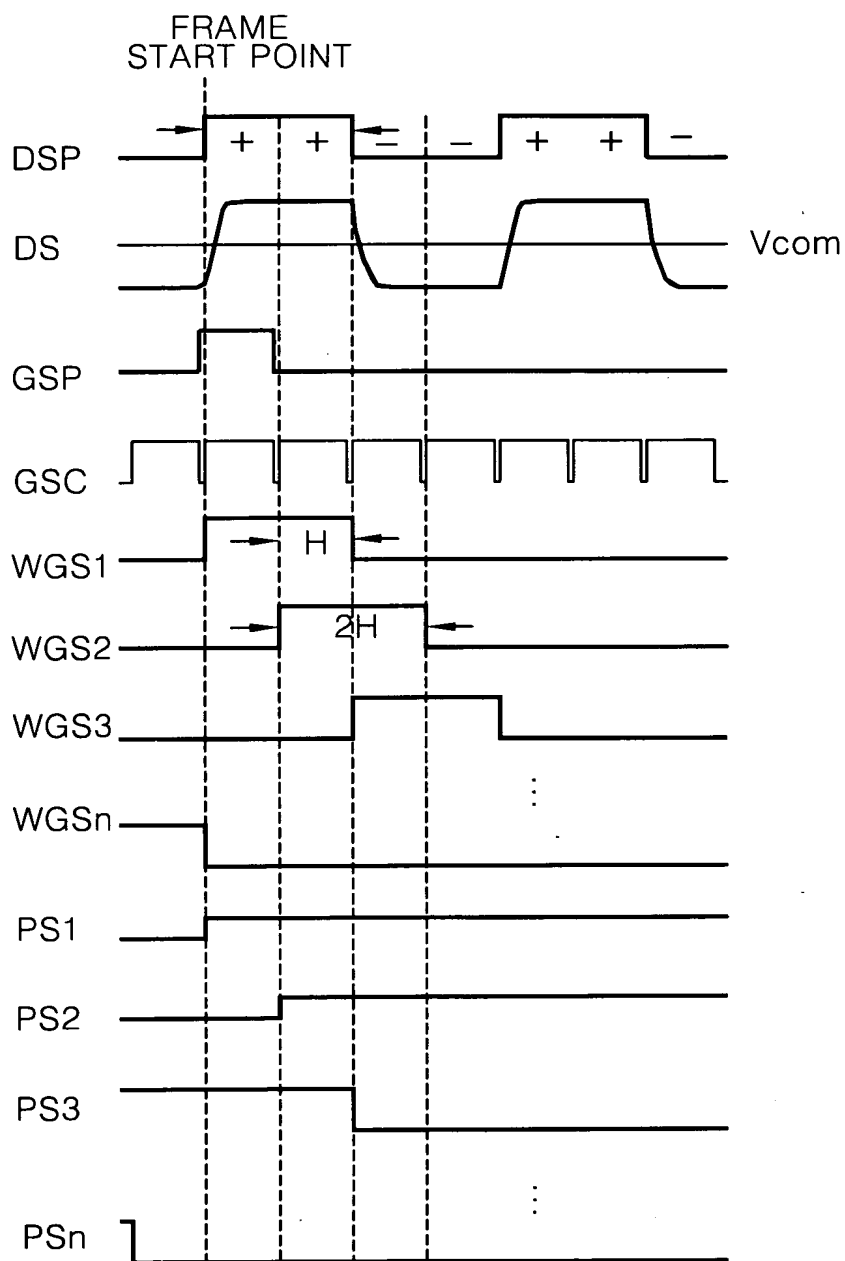 FRAME
START POINT
DSP + + - - + + -
DS Vcom
GSP
GSC
WGS1 H
WGS2 2H
WGS3
⋮
WGSn
PS1
PS2
PS3
⋮
PSn